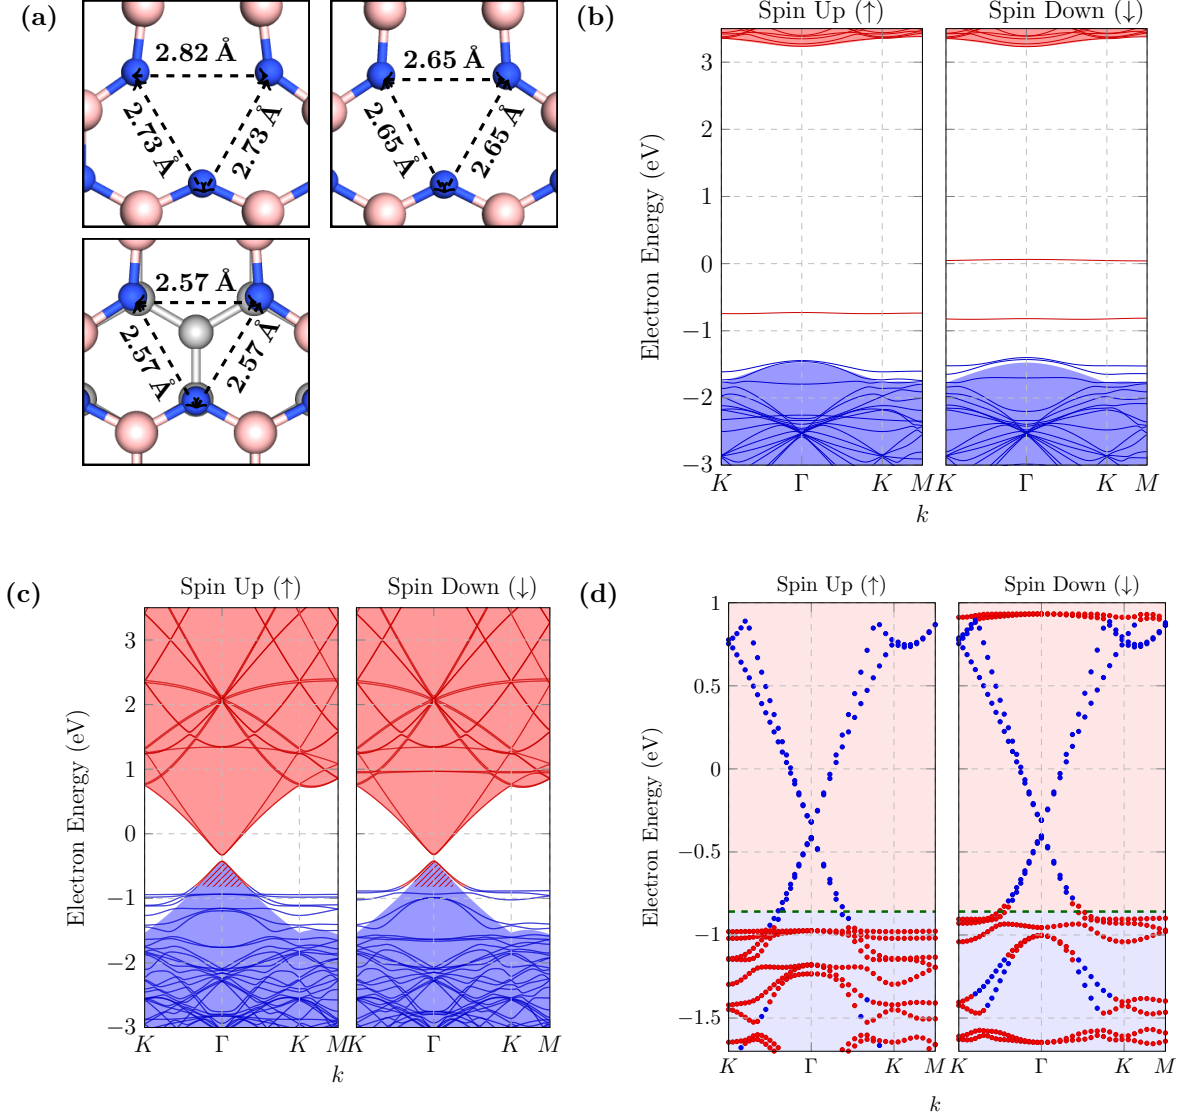 (a)
2.82 Å
2.73 Å
2.73 Å
2.65 Å
2.65 Å
2.65 Å
2.57 Å
2.57 Å
2.57 Å
(b)
Spin Up (↑)
Spin Down (↓)
Electron Energy (eV)
3
2
1
0
−1
−2
−3
K Γ K M K Γ K M
k
(c)
Spin Up (↑)
Spin Down (↓)
Electron Energy (eV)
3
2
1
0
−1
−2
−3
K Γ K M K Γ K M
k
(d)
Spin Up (↑)
Spin Down (↓)
Electron Energy (eV)
1
0.5
0
−0.5
−1
−1.5
K Γ K M K Γ K M
k